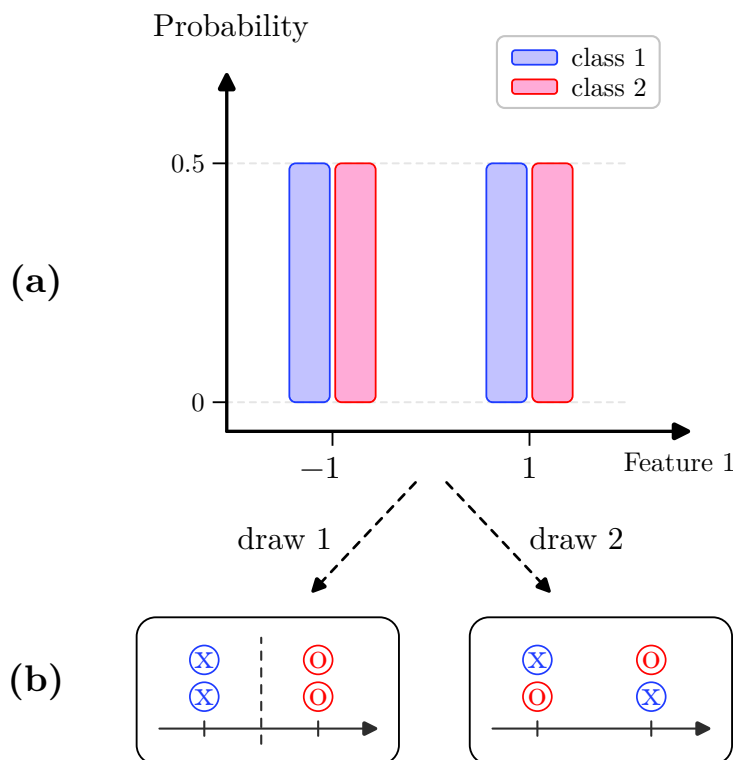 Probability
class 1
class 2
0.5
(a)
0
−1 1 Feature 1
draw 1 draw 2
X O X O
(b)
X O O X